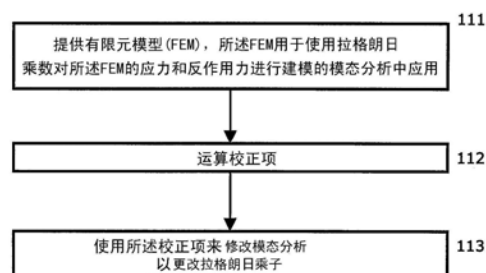 111
提供有限元模型(FEM)，所述FEM用于使用拉格朗日
乘数对所述FEM的应力和反作用力进行建模的模态分析中应用
运算校正项
112
使用所述校正项来 修改模态分析
以更改拉格朗日乘子
113